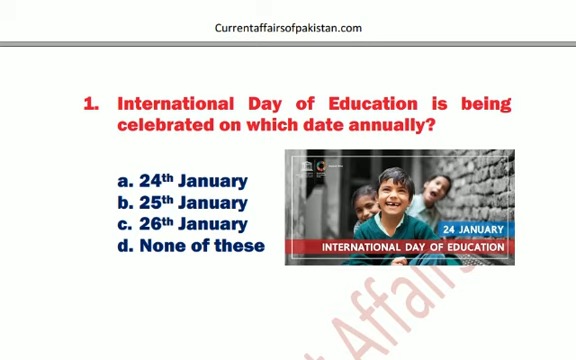 Currentaffairsofpakistan.com
1. International Day of Education is being
celebrated on which date annually?
a. 24th January
b. 25th January
c. 26th January
d. None of these
24 JANUARY
INTERNATIONAL DAY OF EDUCATION
t Affairs